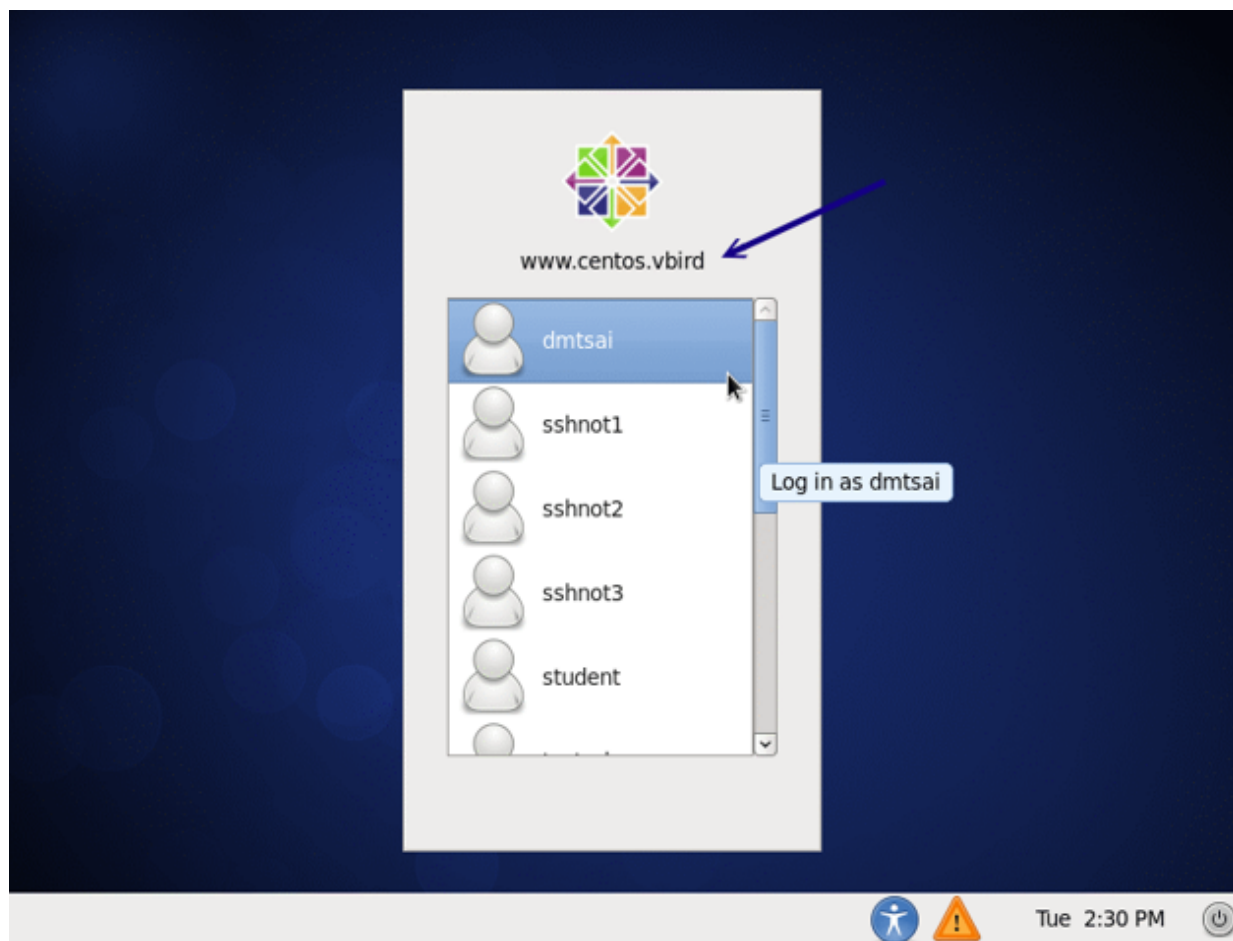 www.centos.vbird
dmtsai
sshnot1
Log in as dmtsai
sshnot2
sshnot3
student
Tue 2:30 PM